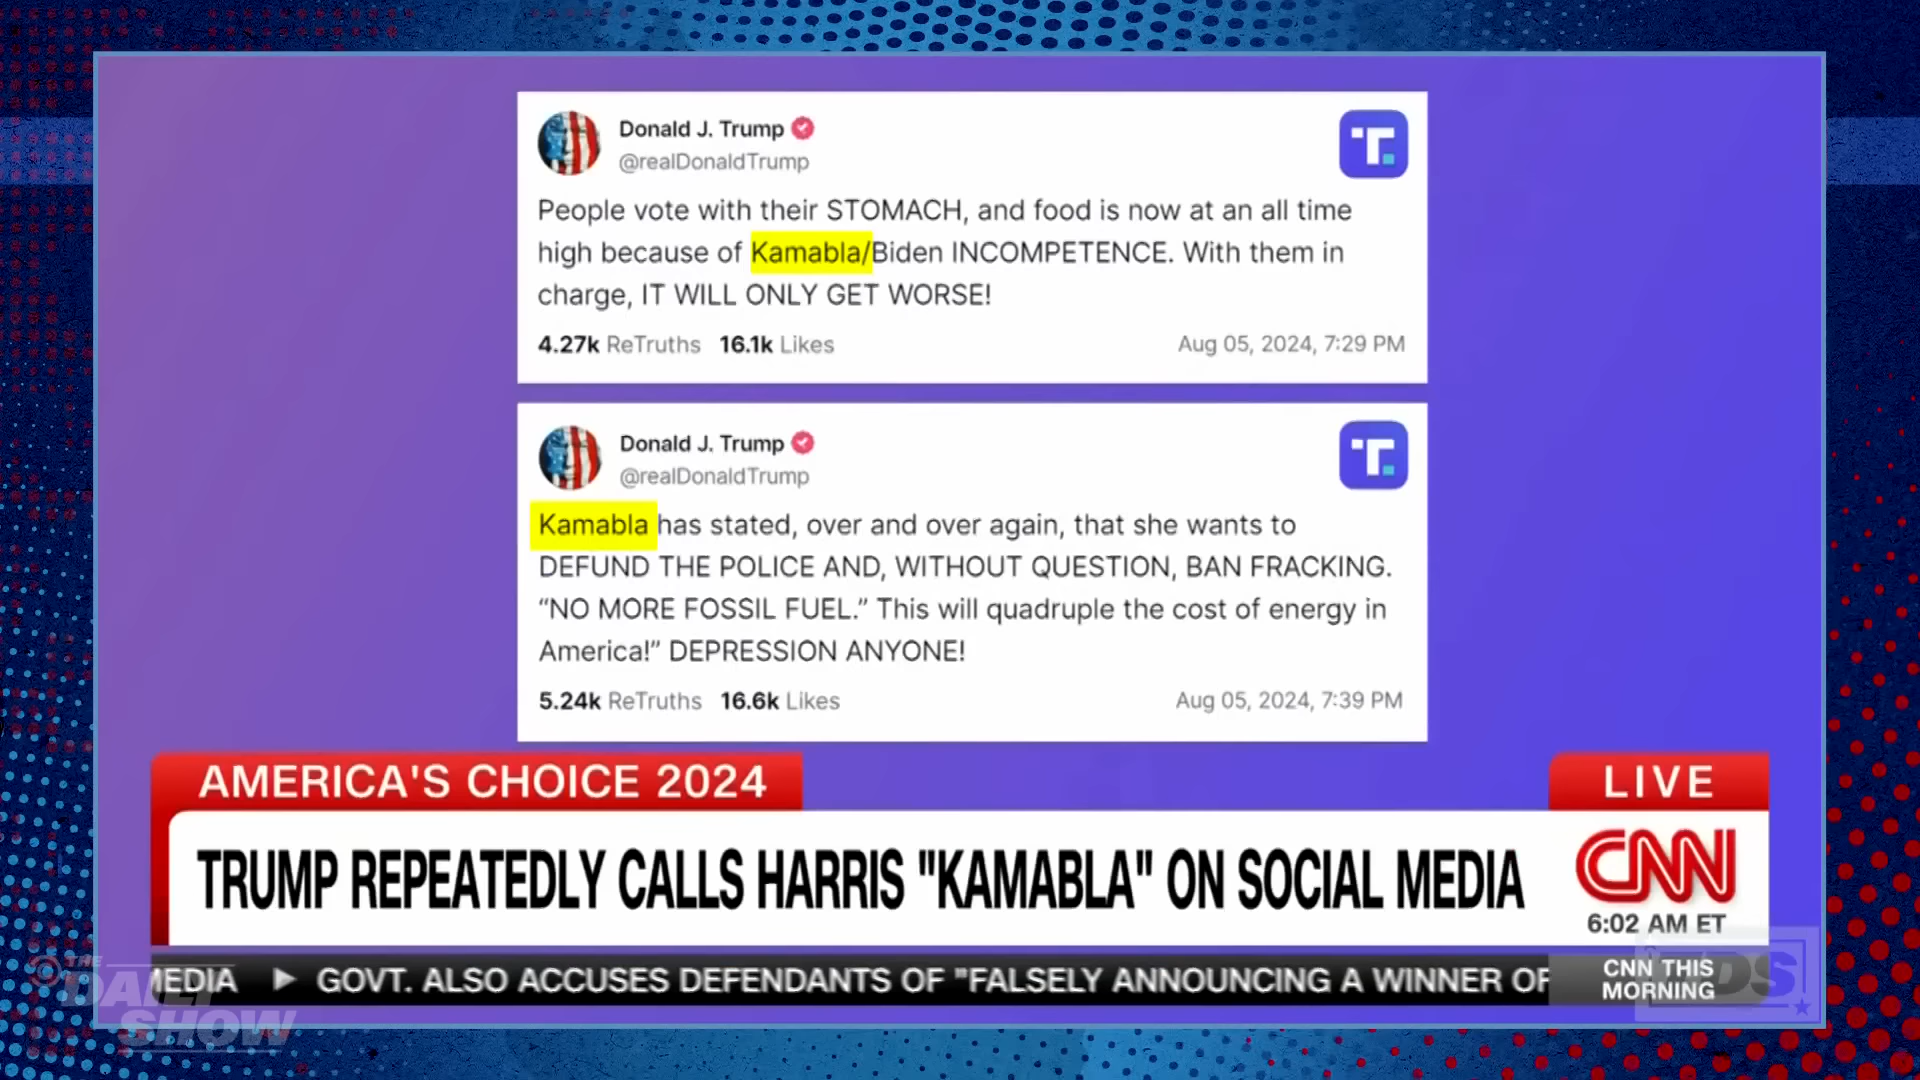 Donald J. Trump
@realDonaldTrump
People vote with their STOMACH, and food is now at an all time
high because of Kamabla/Biden INCOMPETENCE. With them in
charge, IT WILL ONLY GET WORSE!
4.27k ReTruths 16.1k Likes
Aug 05, 2024, 7:29 PM
Donald J. Trump
@realDonaldTrump
Kamabla has stated, over and over again, that she wants to
DEFUND THE POLICE AND, WITHOUT QUESTION, BAN FRACKING.
“NO MORE FOSSIL FUEL.” This will quadruple the cost of energy in
America!” DEPRESSION ANYONE!
5.24k ReTruths 16.6k Likes
Aug 05, 2024, 7:39 PM
AMERICA'S CHOICE 2024
LIVE
TRUMP REPEATEDLY CALLS HARRIS "KAMABLA" ON SOCIAL MEDIA
CNN
6:02 AM ET
MEDIA ▶ GOVT. ALSO ACCUSES DEFENDANTS OF "FALSELY ANNOUNCING A WINNER OF
CNN THIS
MORNING
THE
DAILY
SHOW
TDS